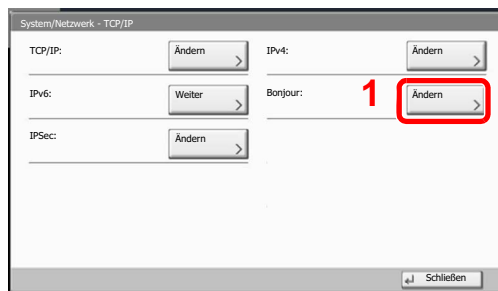 System/Netzwerk - TCP/IP
TCP/IP: Ändern IPv4: Ändern
IPv6: Weiter Bonjour: 1 Ändern
IPSec: Ändern
Schließen